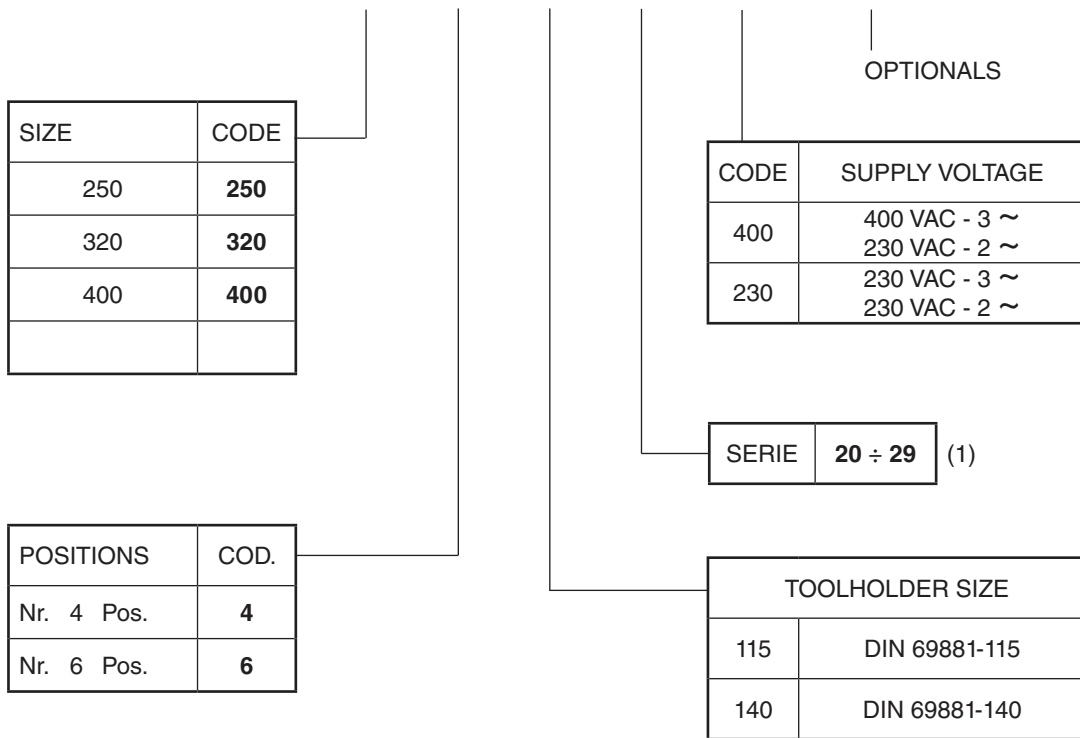 OPTIONALS
SIZE CODE
250 250
320 320
400 400
CODE SUPPLY VOLTAGE
400 400 VAC - 3 ~
230 VAC - 2 ~
230 230 VAC - 3 ~
230 VAC - 2 ~
SERIE 20 ÷ 29 (1)
POSITIONS COD.
Nr. 4 Pos. 4
Nr. 6 Pos. 6
TOOLHOLDER SIZE
115 DIN 69881-115
140 DIN 69881-140